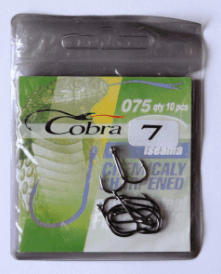 075 qty 10 pcs
Cobra
7
Iseama
CHEMICALY
SHARPENED